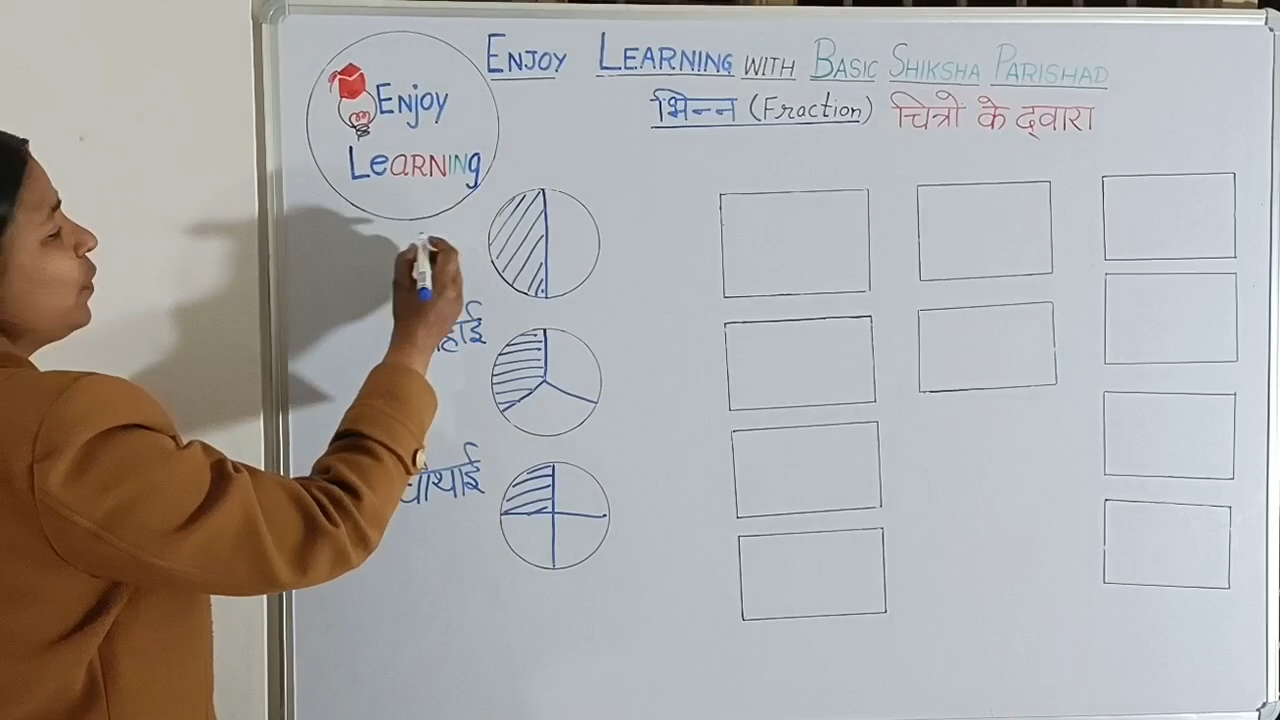 ENJOY LEARNING WITH BASIC SHIKSHA PARISHAD
भिन्न (Fraction) चित्रों के द्वारा
Enjoy
LeARNINg